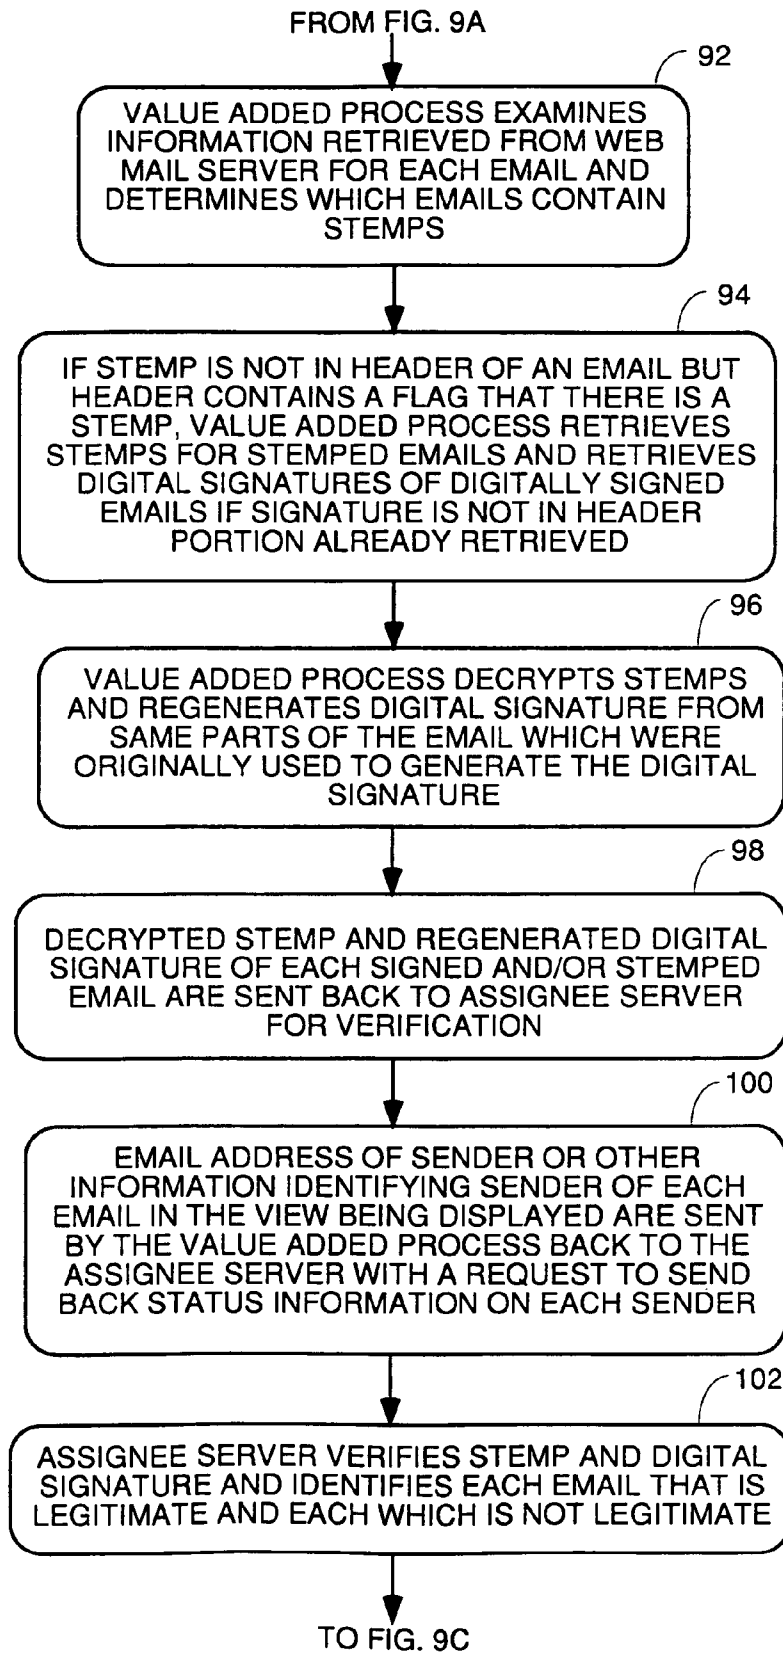 FROM FIG. 9A
92
VALUE ADDED PROCESS EXAMINES
INFORMATION RETRIEVED FROM WEB
MAIL SERVER FOR EACH EMAIL AND
DETERMINES WHICH EMAILS CONTAIN
STEMPS
94
IF STEMP IS NOT IN HEADER OF AN EMAIL BUT
HEADER CONTAINS A FLAG THAT THERE IS A
STEMP, VALUE ADDED PROCESS RETRIEVES
STEMPS FOR STEMPED EMAILS AND RETRIEVES
DIGITAL SIGNATURES OF DIGITALLY SIGNED
EMAILS IF SIGNATURE IS NOT IN HEADER
PORTION ALREADY RETRIEVED
96
VALUE ADDED PROCESS DECRYPTS STEMPS
AND REGENERATES DIGITAL SIGNATURE FROM
SAME PARTS OF THE EMAIL WHICH WERE
ORIGINALLY USED TO GENERATE THE DIGITAL
SIGNATURE
98
DECRYPTED STEMP AND REGENERATED DIGITAL
SIGNATURE OF EACH SIGNED AND/OR STEMPED
EMAIL ARE SENT BACK TO ASSIGNEE SERVER
FOR VERIFICATION
100
EMAIL ADDRESS OF SENDER OR OTHER
INFORMATION IDENTIFYING SENDER OF EACH
EMAIL IN THE VIEW BEING DISPLAYED ARE SENT
BY THE VALUE ADDED PROCESS BACK TO THE
ASSIGNEE SERVER WITH A REQUEST TO SEND
BACK STATUS INFORMATION ON EACH SENDER
102
ASSIGNEE SERVER VERIFIES STEMP AND DIGITAL
SIGNATURE AND IDENTIFIES EACH EMAIL THAT IS
LEGITIMATE AND EACH WHICH IS NOT LEGITIMATE
TO FIG. 9C